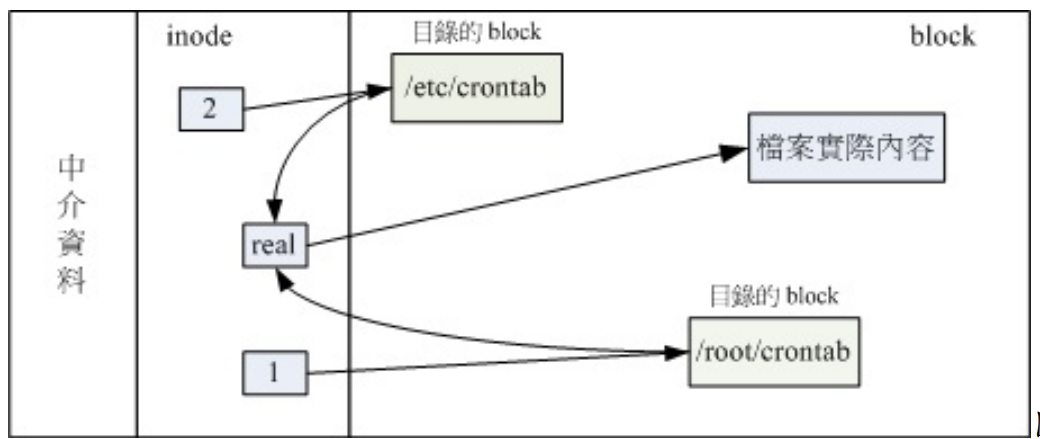 中介資料
inode
block
目錄的 block
/etc/crontab
2
檔案實際內容
real
目錄的 block
/root/crontab
1